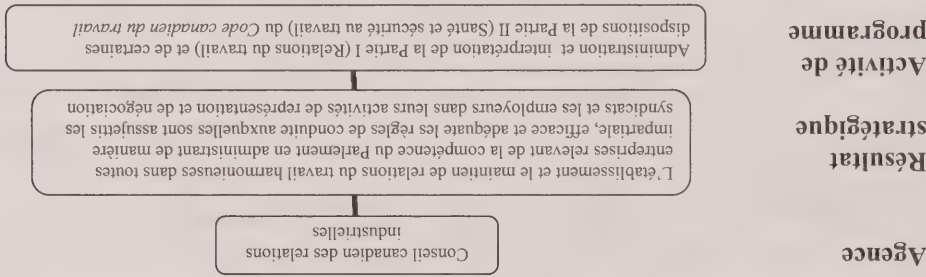 Agence
Conseil canadien des relations
industrielles
Résultat
stratégique
L'établissement et le maintien de relations du travail harmonieuses dans toutes
entreprises relevant de la compétence du Parlement en administrant de manière
impartiale, efficace et adéquate les règles de conduite auxquelles sont assujettis les
syndicats et les employeurs dans leurs activités de représentation et de négociation
Activité de
programme
Administration et interprétation de la Partie I (Relations du travail) et de certaines
dispositions de la Partie II (Santé et sécurité au travail) du Code canadien du travail